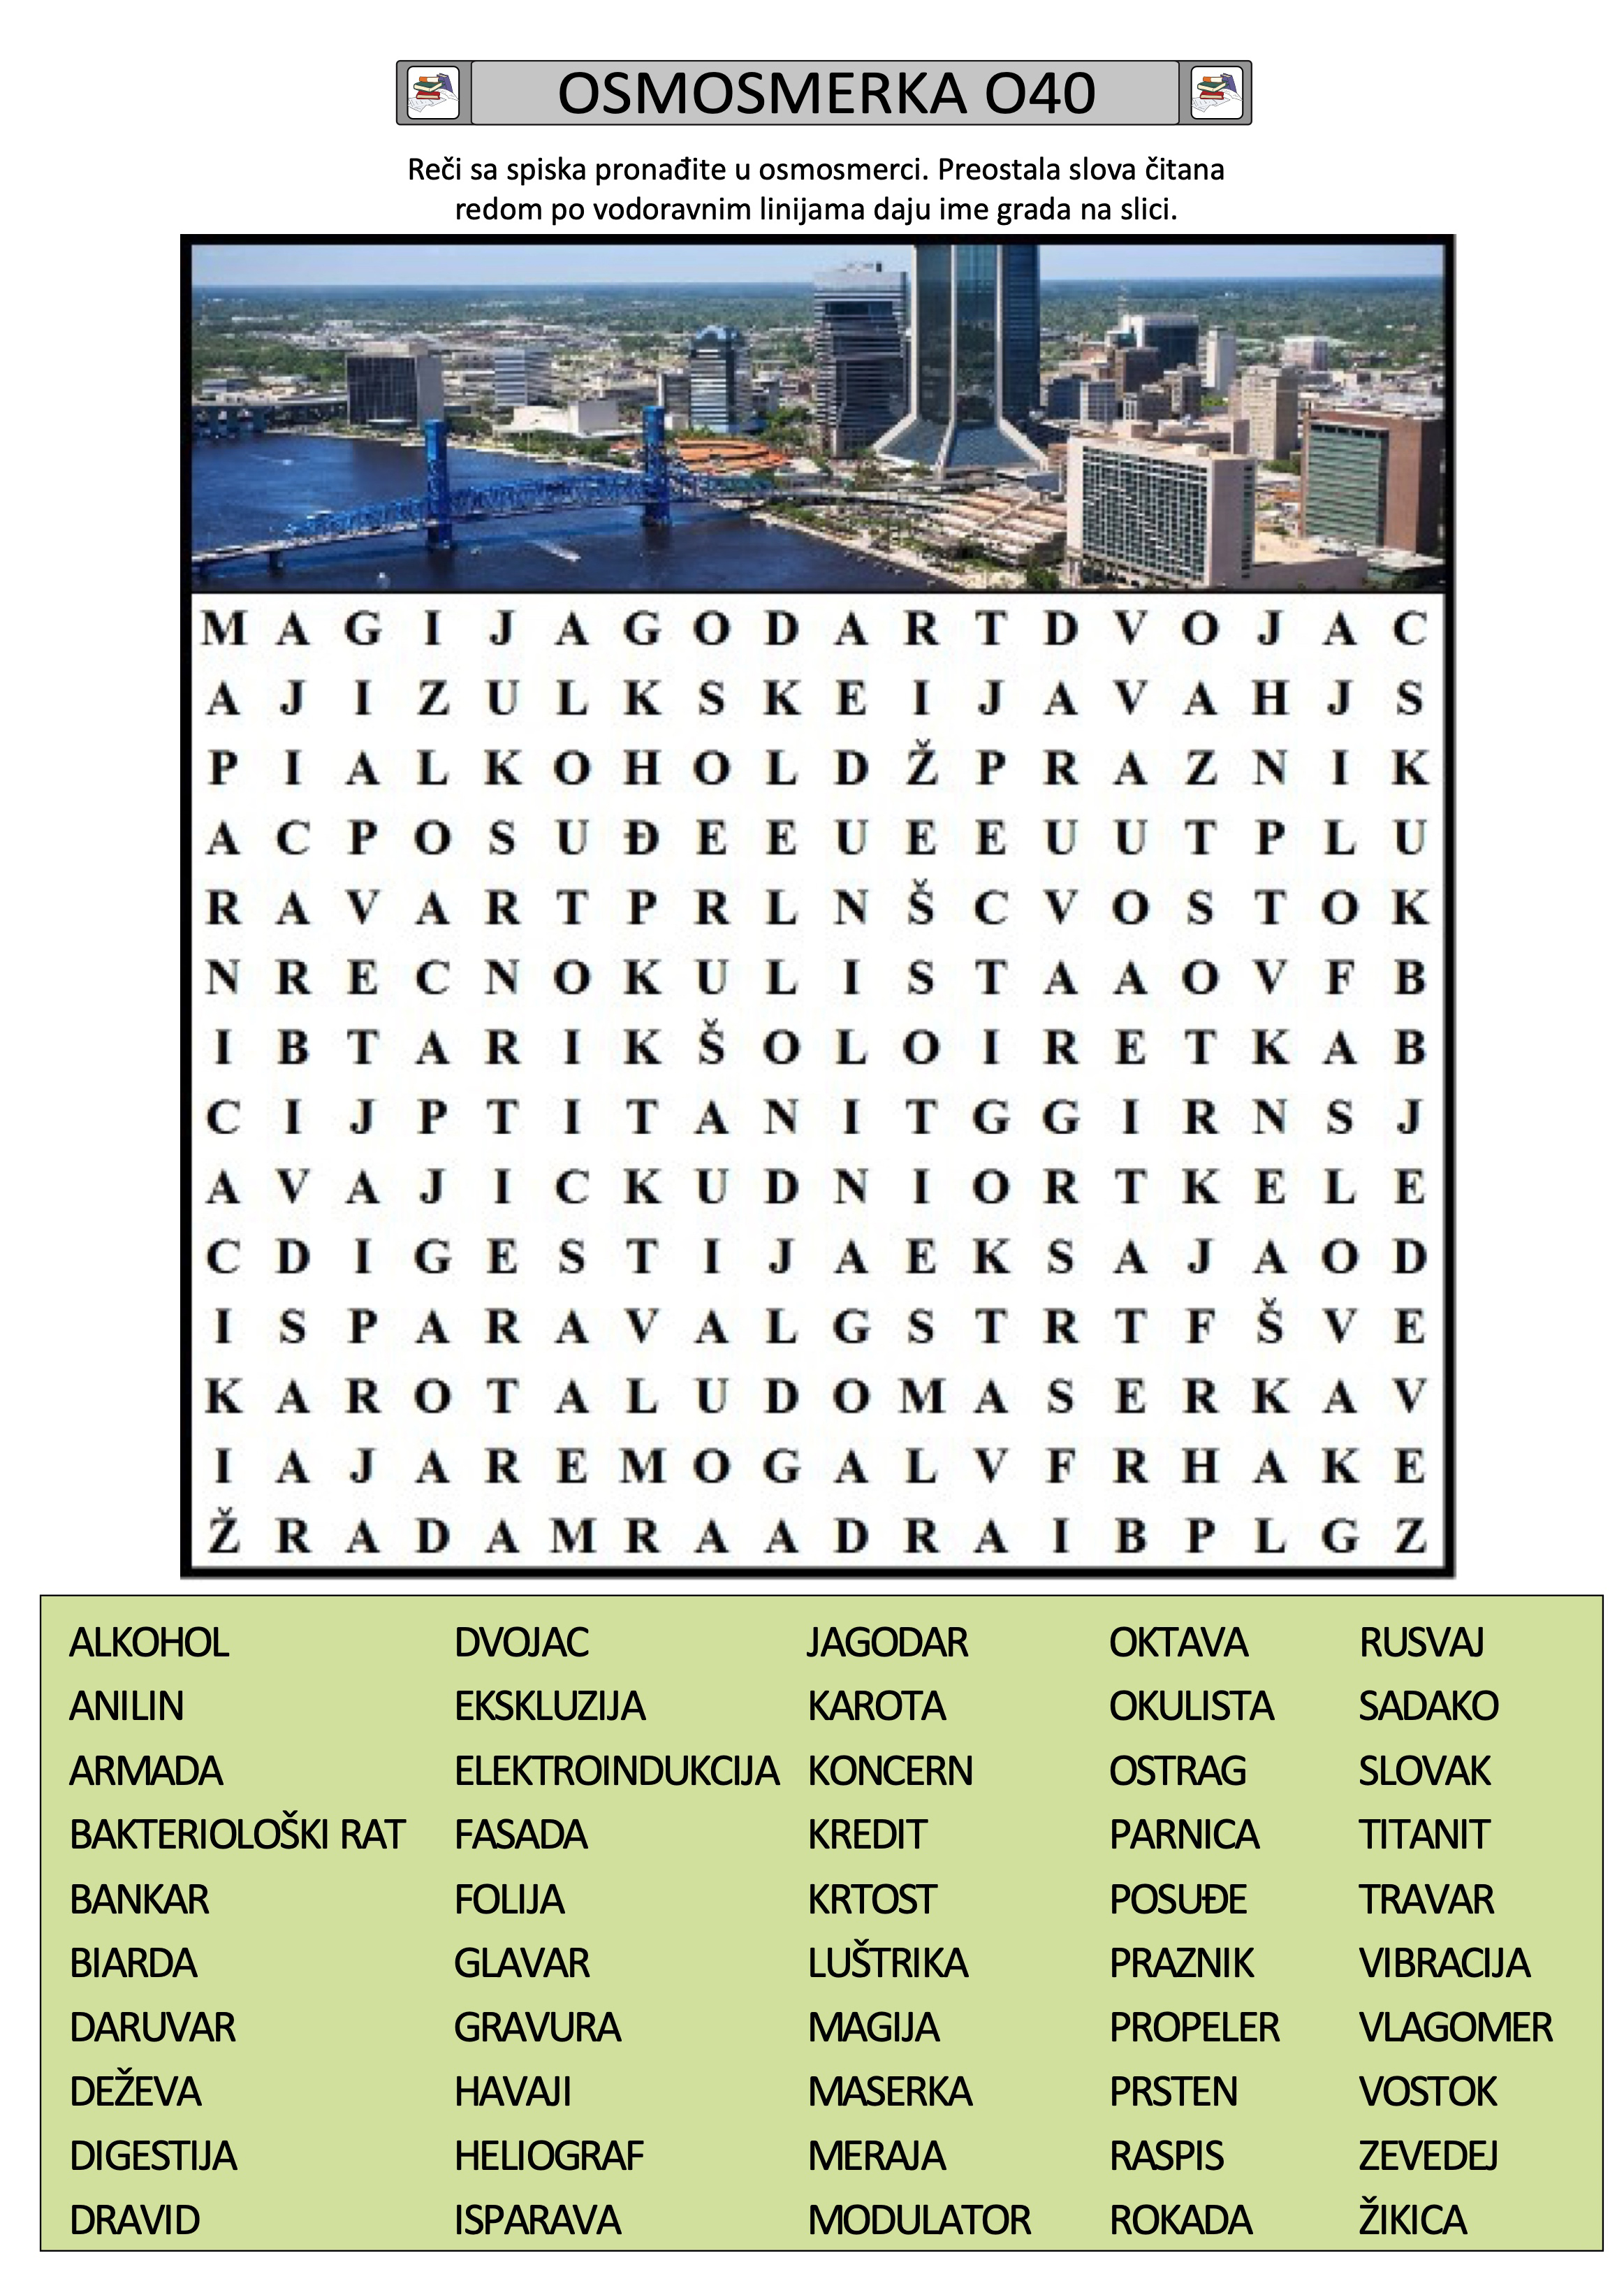 OSMOSMERKA O40
Reči sa spiska pronađite u osmosmerci. Preostala slova čitana
redom po vodoravnim linijama daju ime grada na slici.
M A G I J A G O D A R T D V O J A C
A J I Z U L K S K E I J A V A H J S
P I A L K O H O L D Ž P R A Z N I K
A C P O S U Đ E E U E E U U T P L U
R A V A R T P R L N Š C V O S T O K
N R E C N O K U L I S T A A O V F B
I B T A R I K Š O L O I R E T K A B
C I J P T I T A N I T G G I R N S J
A V A J I C K U D N I O R T K E L E
C D I G E S T I J A E K S A J A O D
I S P A R A V A L G S T R T F Š V E
K A R O T A L U D O M A S E R K A V
I A J A R E M O G A L V F R H A K E
Ž R A D A M R A A D R A I B P L G Z
ALKOHOL DVOJAC JAGODAR OKTAVA RUSVAJ
ANILIN EKSKLUZIJA KAROTA OKULISTA SADAKO
ARMADA ELEKTROINDUKCIJA KONCERN OSTRAG SLOVAK
BAKTERIOLOŠKI RAT FASADA KREDIT PARNICA TITANIT
BANKAR FOLIJA KRTOST POSUĐE TRAVAR
BIARDA GLAVAR LUŠTRIKA PRAZNIK VIBRACIJA
DARUVAR GRAVURA MAGIJA PROPELER VLAGOMER
DEŽEVA HAVAJI MASERKA PRSTEN VOSTOK
DIGESTIJA HELIOGRAF MERAJA RASPIS ZEVEDEJ
DRAVID ISPARAVA MODULATOR ROKADA ŽIKICA